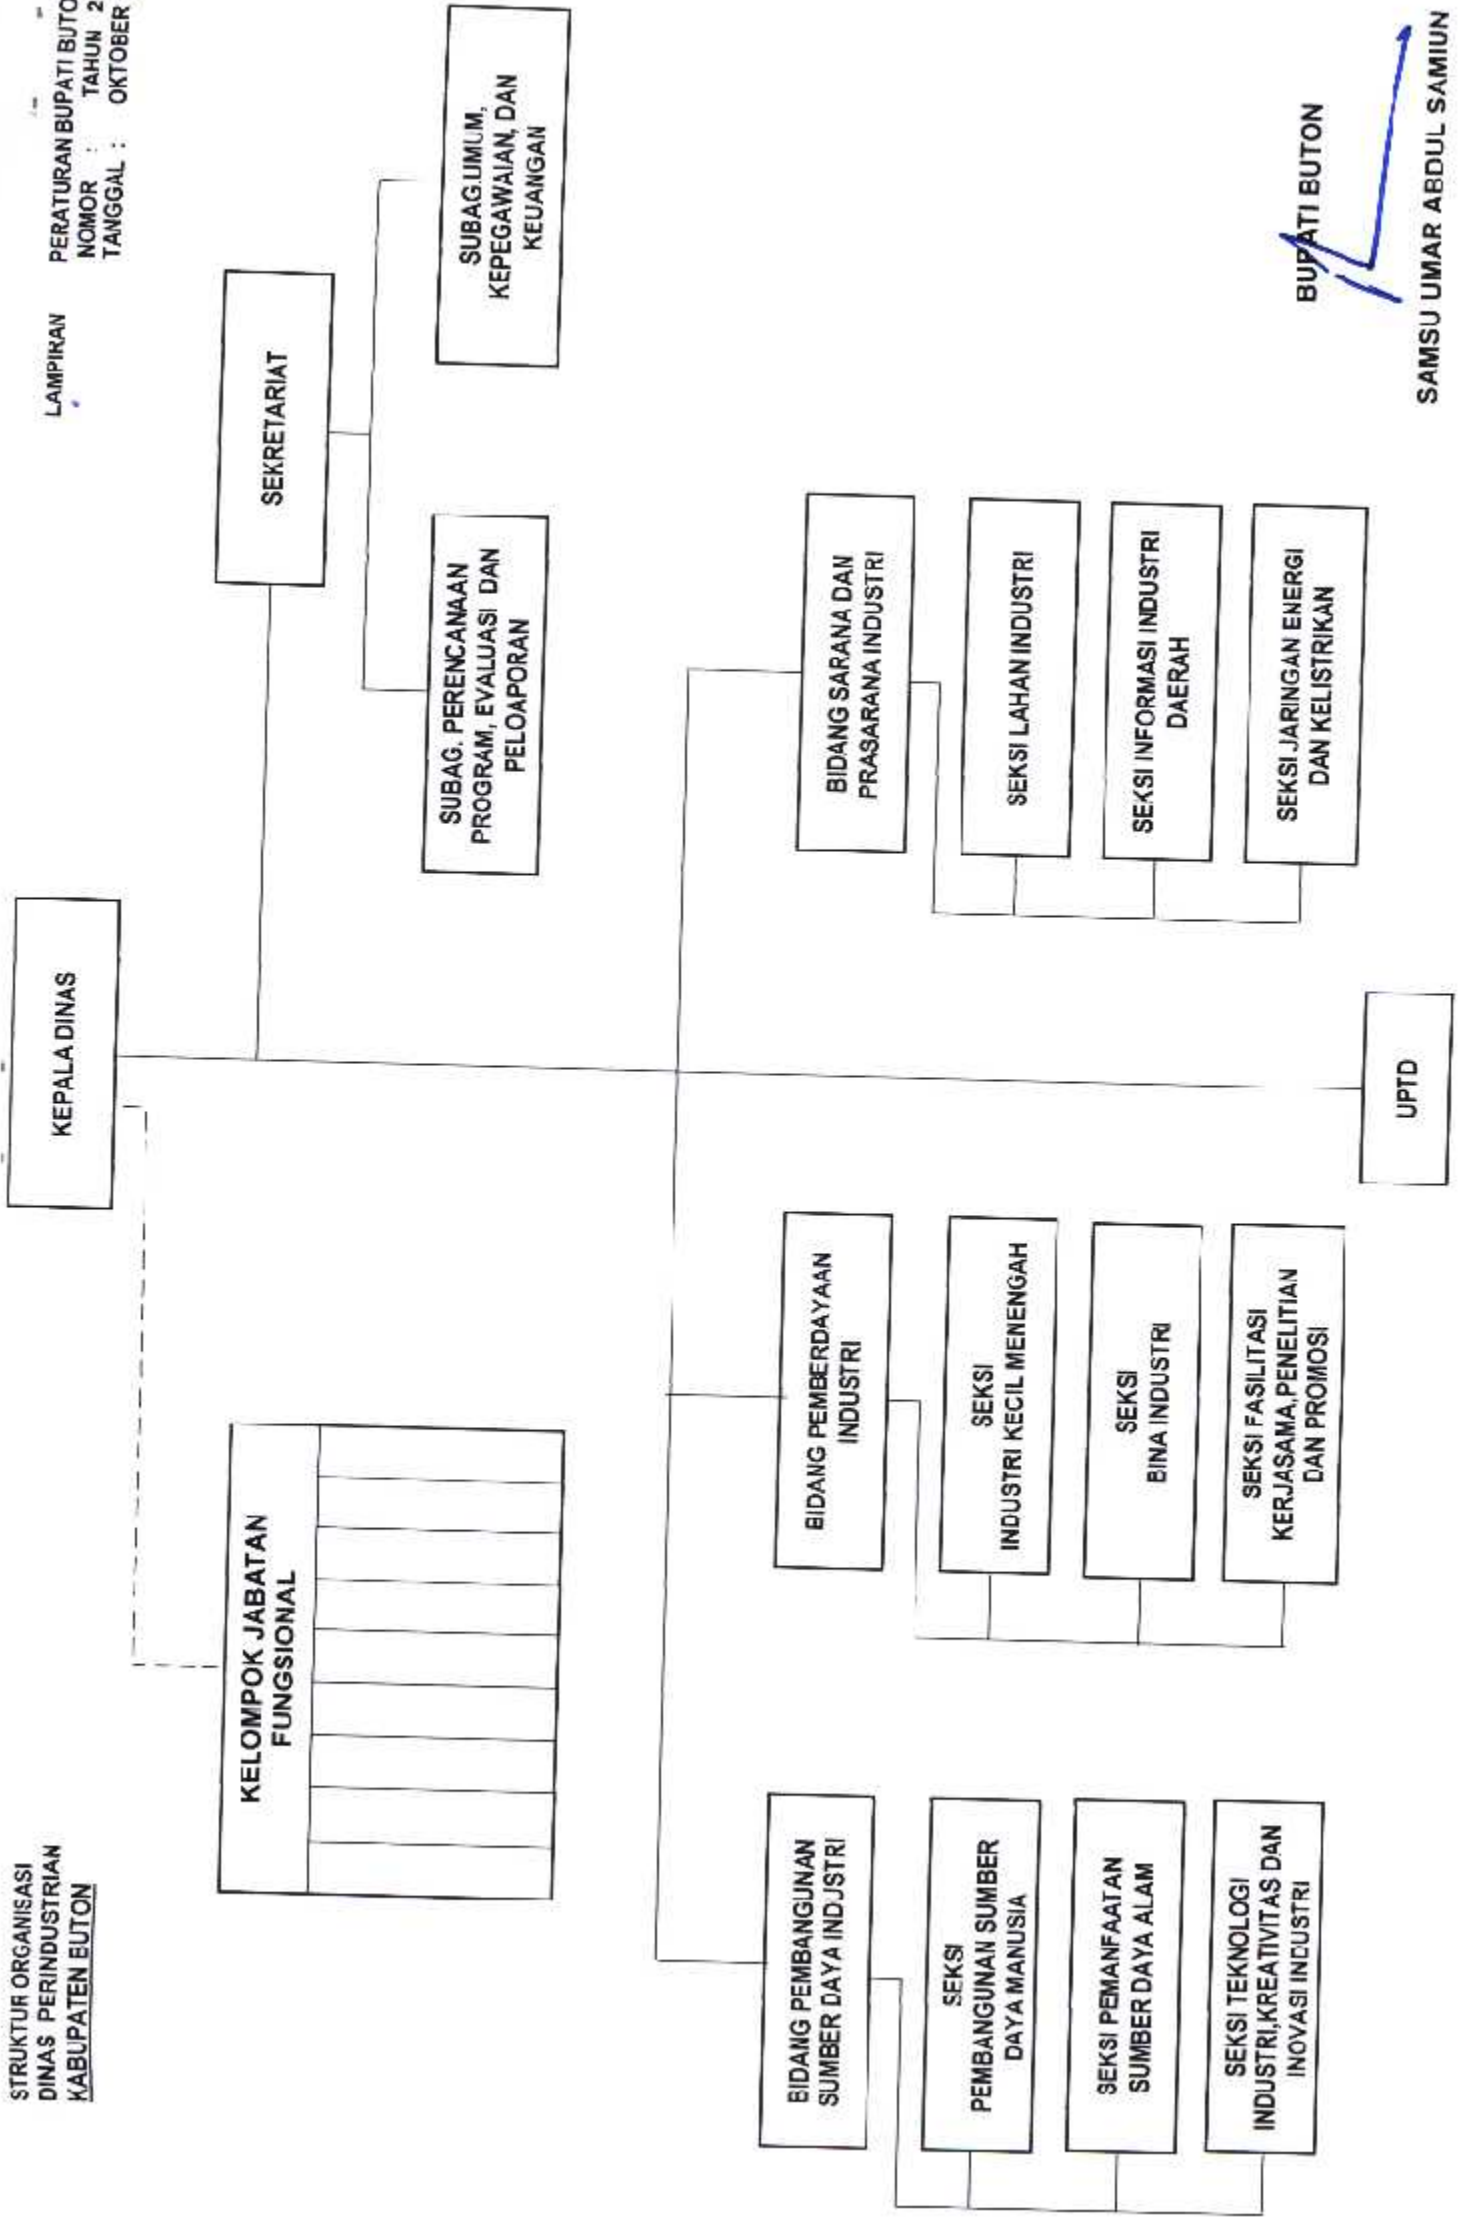 STRUKTUR ORGANISASI
DINAS PERINDUSTRIAN
KABUPATEN BUTON
LAMPIRAN
PERATURAN BUPATI BUTO
NOMOR : TAHUN 2
TANGGAL : OKTOBER
KEPALA DINAS
KELOMPOK JABATAN
FUNGSIONAL
SEKRETARIAT
SUBAG. PERENCANAAN
PROGRAM, EVALUASI DAN
PELOAPORAN
SUBAG.UMUM,
KEPEGAWAIAN, DAN
KEUANGAN
BIDANG PEMBANGUNAN
SUMBER DAYA INDUSTRI
SEKSI
PEMBANGUNAN SUMBER
DAYA MANUSIA
SEKSI PEMANFAATAN
SUMBER DAYA ALAM
SEKSI TEKNOLOGI
INDUSTRI,KREATIVITAS DAN
INOVASI INDUSTRI
BIDANG PEMBERDAYAAN
INDUSTRI
SEKSI
INDUSTRI KECIL MENENGAH
SEKSI
BINA INDUSTRI
SEKSI FASILITASI
KERJASAMA,PENELITIAN
DAN PROMOSI
BIDANG SARANA DAN
PRASARANA INDUSTRI
SEKSI LAHAN INDUSTRI
SEKSI INFORMASI INDUSTRI
DAERAH
SEKSI JARINGAN ENERGI
DAN KELISTRIKAN
UPTD
BUPATI BUTON
SAMSU UMAR ABDUL SAMIUN